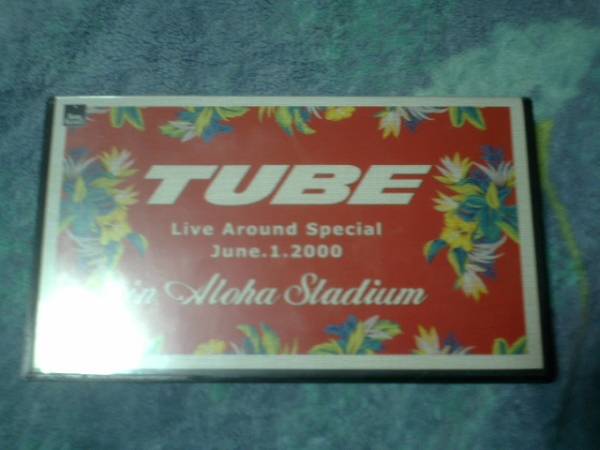 TUBE
Live Around Special
June.1.2000
in Aloha Stadium